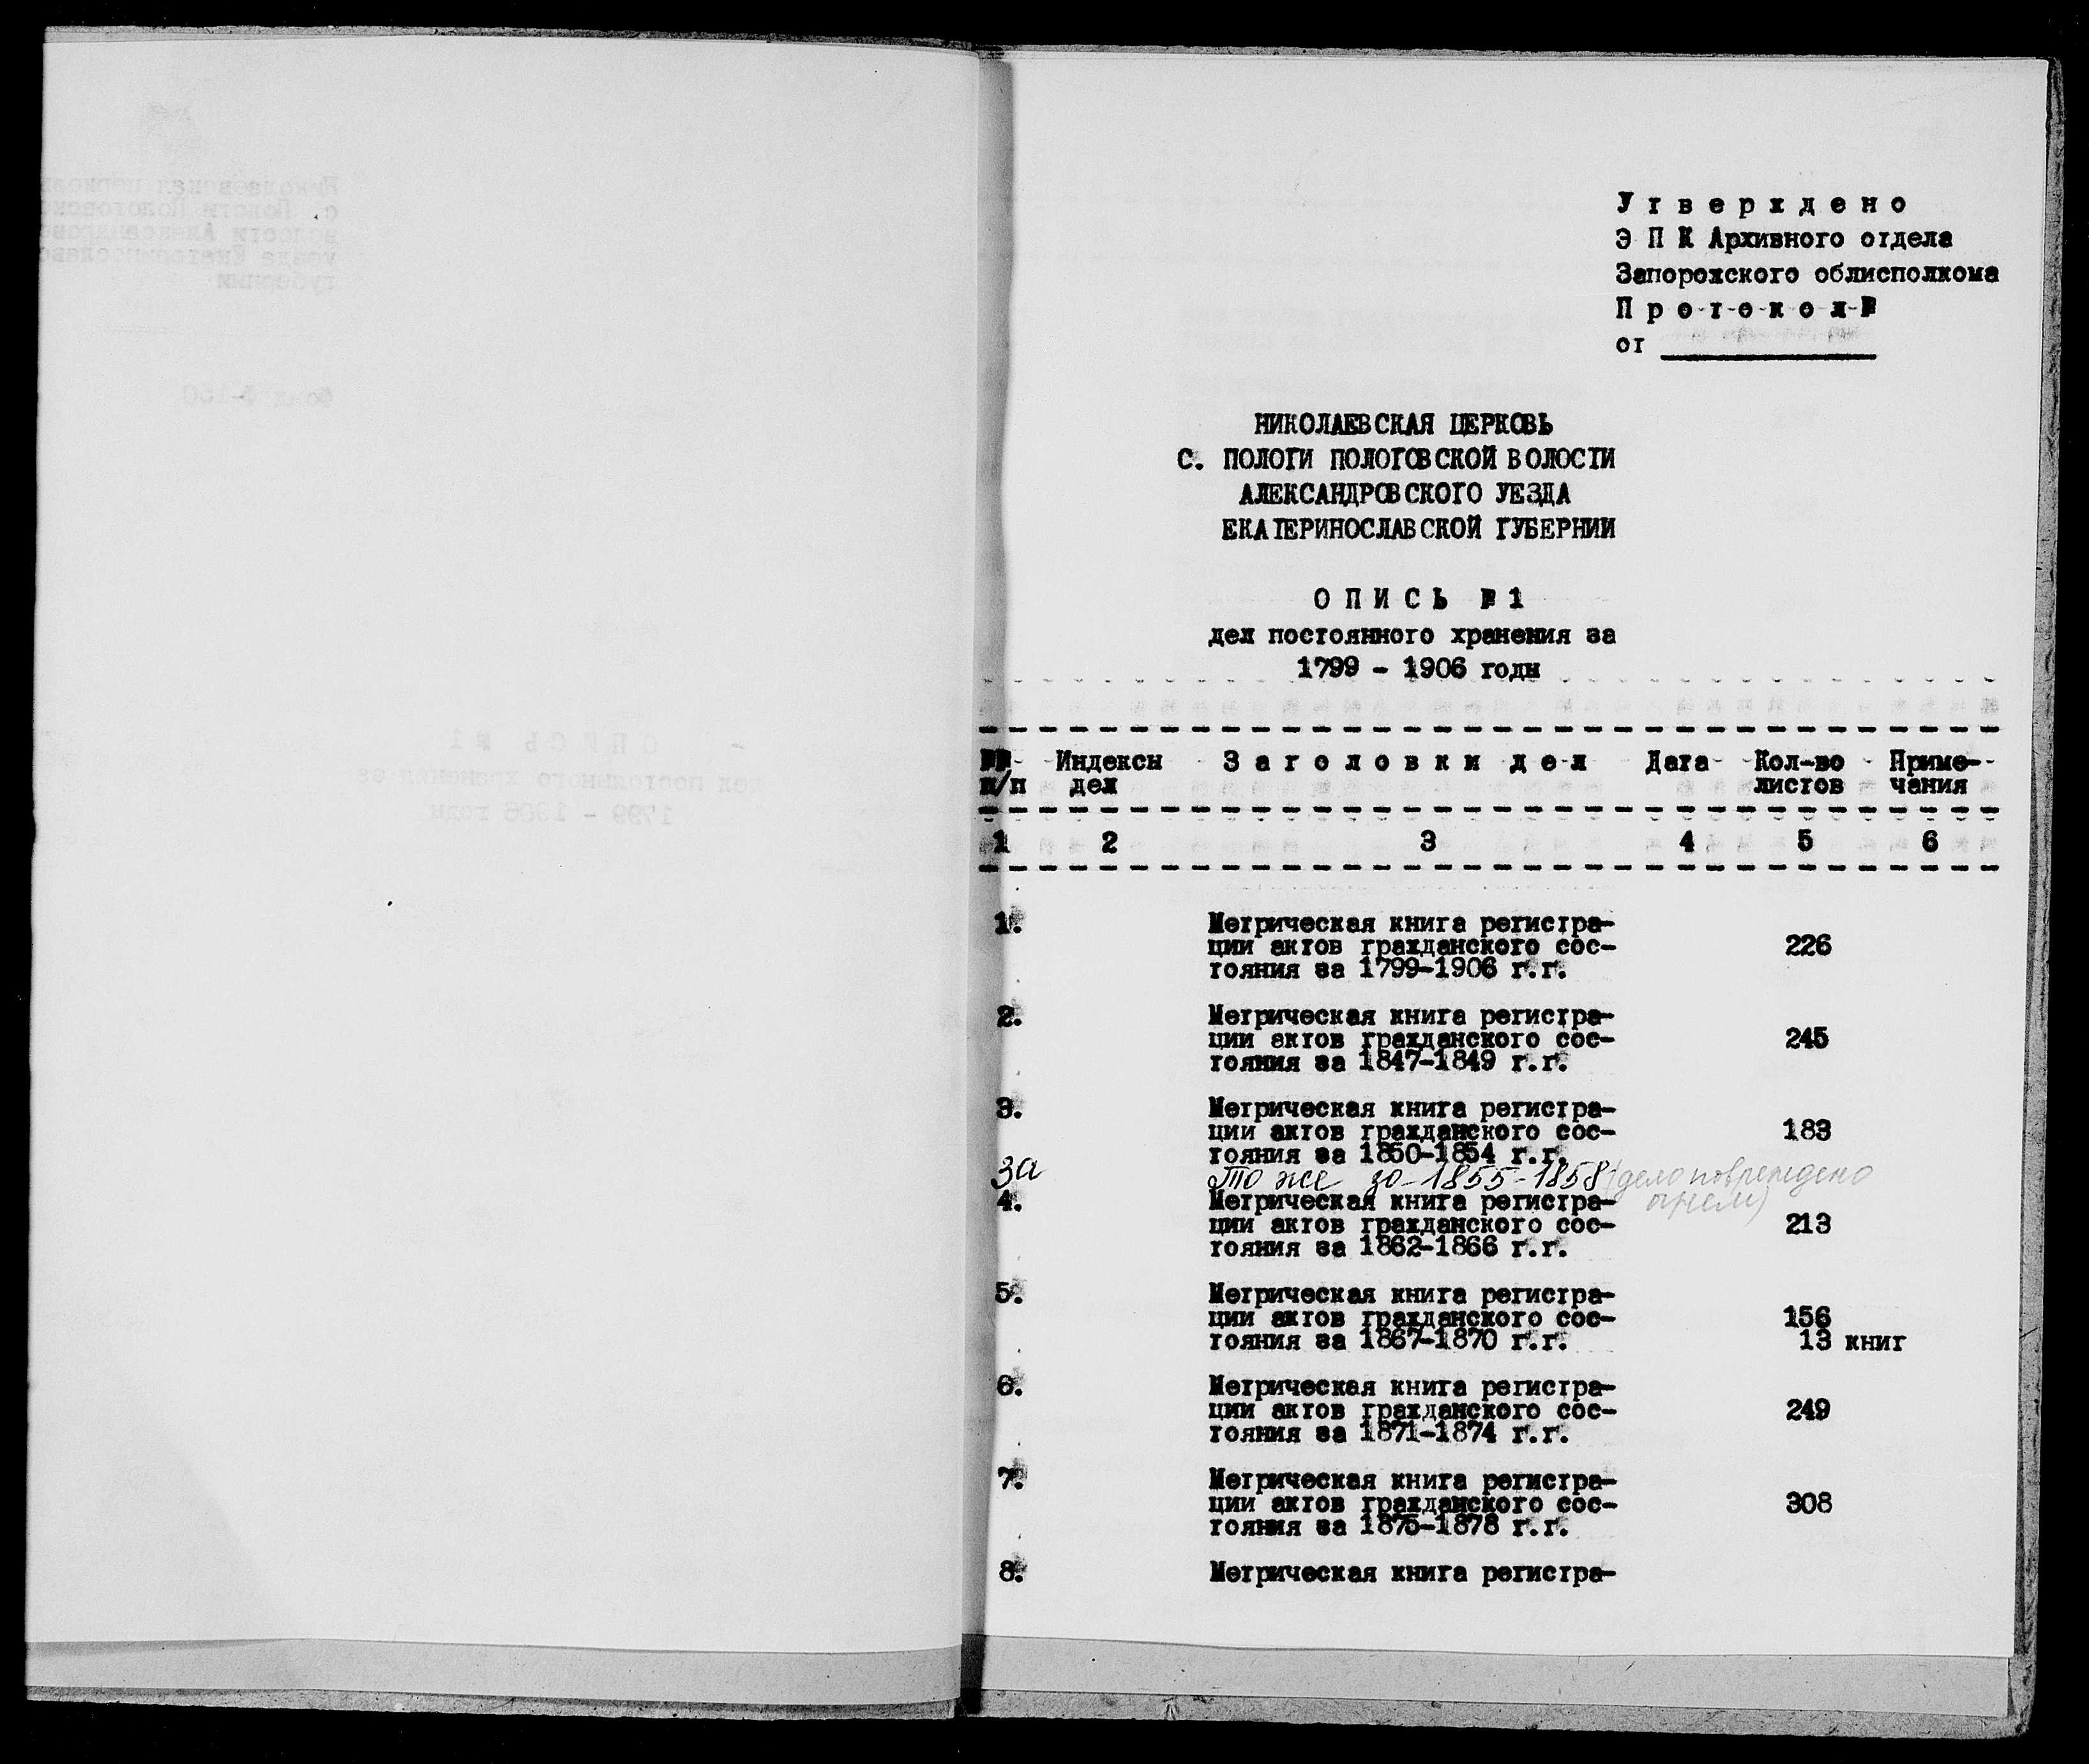 Утверждено
ЭПК Архивного отдела
Запорожского облисполкома
Протокол №
от
НИКОЛАЕВСКАЯ ЦЕРКОВЬ
С. ПОЛОГИ ПОЛОГОВСКОЙ ВОЛОСТИ
АЛЕКСАНДРОВСКОГО УЕЗДА
ЕКАТЕРИНОСЛАВСКОЙ ГУБЕРНИИ
ОПИСЬ №1
дел постоянного хранения за
1799 - 1906 годы
№№ Индексы Заголовки дел Дата Кол-во Приме-
п/п дел листов чания
1 2 3 4 5 6
1. Метрическая книга регистра-
ции актов гражданского сос- 226
тояния за 1799-1906 г.г.
2. Метрическая книга регистра-
ции актов гражданского сос- 245
тояния за 1847-1849 г.г.
3. Метрическая книга регистра-
ции актов гражданского сос- 183
тояния за 1850-1854 г.г.
3а То же за 1855-1858 (дело повреждено
огнем)
4. Метрическая книга регистра-
ции актов гражданского сос- 213
тояния за 1862-1866 г.г.
5. Метрическая книга регистра-
ции актов гражданского сос- 156
тояния за 1867-1870 г.г. 13 книг
6. Метрическая книга регистра-
ции актов гражданского сос- 249
тояния за 1871-1874 г.г.
7. Метрическая книга регистра-
ции актов гражданского сос- 308
тояния за 1875-1878 г.г.
8. Метрическая книга регистра-